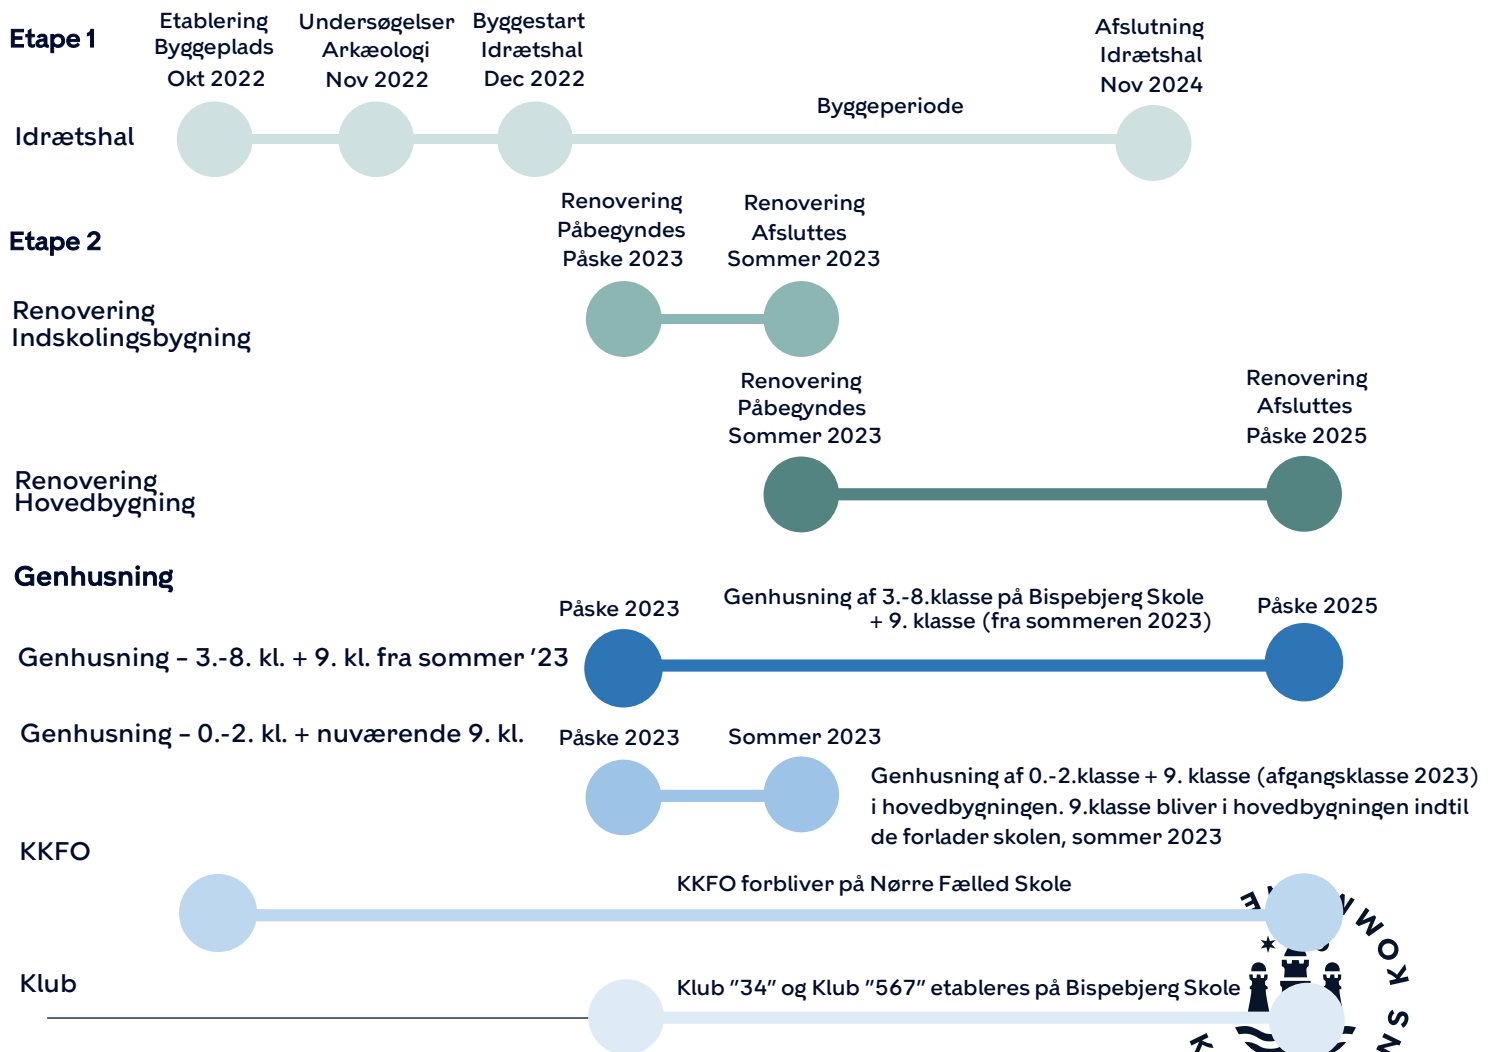 Etape 1
Etablering
Byggeplads
Okt 2022
Undersøgelser
Arkæologi
Nov 2022
Byggestart
Idrætshal
Dec 2022
Afslutning
Idrætshal
Nov 2024
Byggeperiode
Idrætshal
Etape 2
Renovering
Påbegyndes
Påske 2023
Renovering
Afsluttes
Sommer 2023
Renovering
Indskolingsbygning
Renovering
Påbegyndes
Sommer 2023
Renovering
Afsluttes
Påske 2025
Renovering
Hovedbygning
Genhusning
Påske 2023
Genhusning af 3.-8.klasse på Bispebjerg Skole
+ 9. klasse (fra sommeren 2023)
Påske 2025
Genhusning – 3.-8. kl. + 9. kl. fra sommer ’23
Genhusning – 0.-2. kl. + nuværende 9. kl.
Påske 2023
Sommer 2023
Genhusning af 0.-2.klasse + 9. klasse (afgangsklasse 2023)
i hovedbygningen. 9.klasse bliver i hovedbygningen indtil
de forlader skolen, sommer 2023
KKFO
KKFO forbliver på Nørre Fælled Skole
Klub
Klub ”34” og Klub ”567” etableres på Bispebjerg Skole